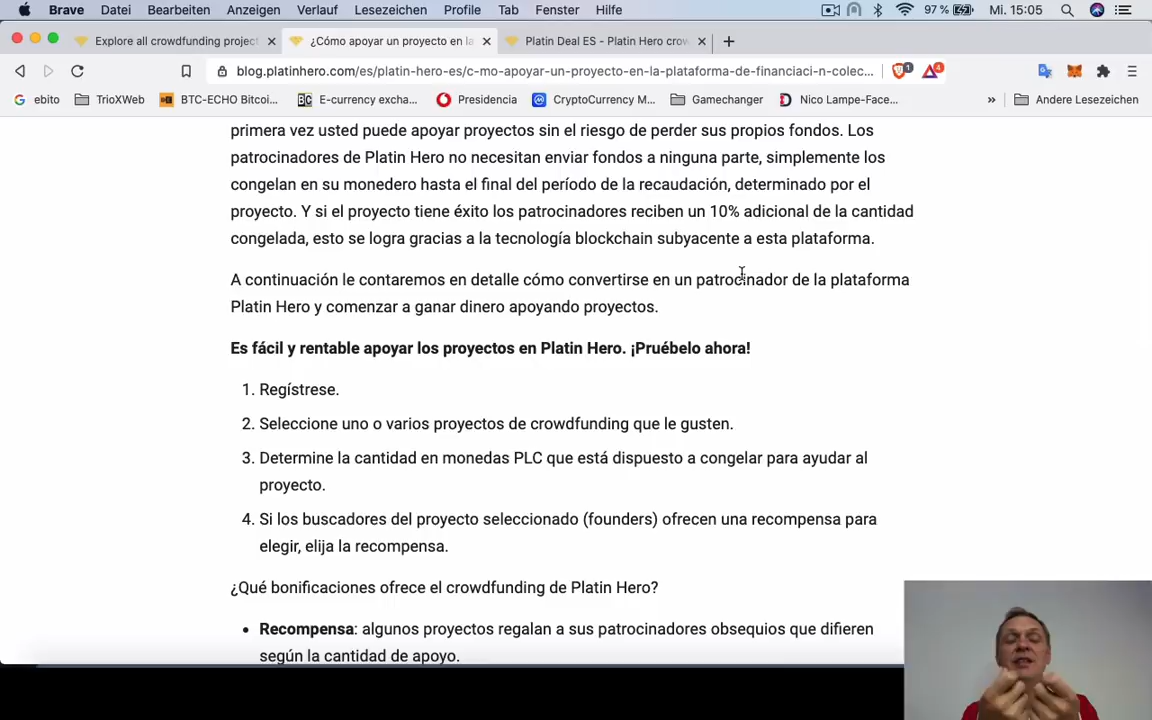 Brave Datei Bearbeiten Anzeigen Verlauf Lesezeichen Profile Tab Fenster Hilfe 97 % Mi. 15:05
Explore all crowdfunding project
¿Cómo apoyar un proyecto en la
Platin Deal ES - Platin Hero crow
blog.platinhero.com/es/platin-hero-es/c-mo-apoyar-un-proyecto-en-la-plataforma-de-financiaci-n-colec... 1 4
G ebito TrioXWeb BTC-ECHO Bitcoi... E-currency excha... Presidencia CryptoCurrency M... Gamechanger Nico Lampe-Face... » Andere Lesezeichen
primera vez usted puede apoyar proyectos sin el riesgo de perder sus propios fondos. Los
patrocinadores de Platin Hero no necesitan enviar fondos a ninguna parte, simplemente los
congelan en su monedero hasta el final del período de la recaudación, determinado por el
proyecto. Y si el proyecto tiene éxito los patrocinadores reciben un 10% adicional de la cantidad
congelada, esto se logra gracias a la tecnología blockchain subyacente a esta plataforma.
A continuación le contaremos en detalle cómo convertirse en un patrocinador de la plataforma
Platin Hero y comenzar a ganar dinero apoyando proyectos.
Es fácil y rentable apoyar los proyectos en Platin Hero. ¡Pruébelo ahora!
1. Regístrese.
2. Seleccione uno o varios proyectos de crowdfunding que le gusten.
3. Determine la cantidad en monedas PLC que está dispuesto a congelar para ayudar al
proyecto.
4. Si los buscadores del proyecto seleccionado (founders) ofrecen una recompensa para
elegir, elija la recompensa.
¿Qué bonificaciones ofrece el crowdfunding de Platin Hero?
• Recompensa: algunos proyectos regalan a sus patrocinadores obsequios que difieren
según la cantidad de apoyo.